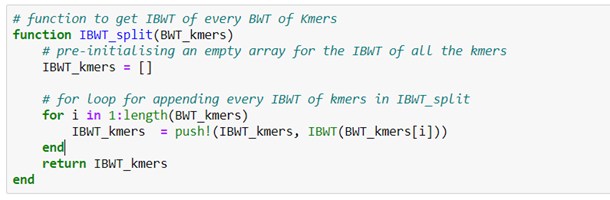 # function to get IBWT of every BWT of Kmers
function IBWT_split(BWT_kmers)
    # pre-initialising an empty array for the IBWT of all the kmers
    IBWT_kmers = []

    # for loop for appending every IBWT of kmers in IBWT_split
    for i in 1:length(BWT_kmers)
        IBWT_kmers  = push!(IBWT_kmers, IBWT(BWT_kmers[i]))
    end
    return IBWT_kmers
end